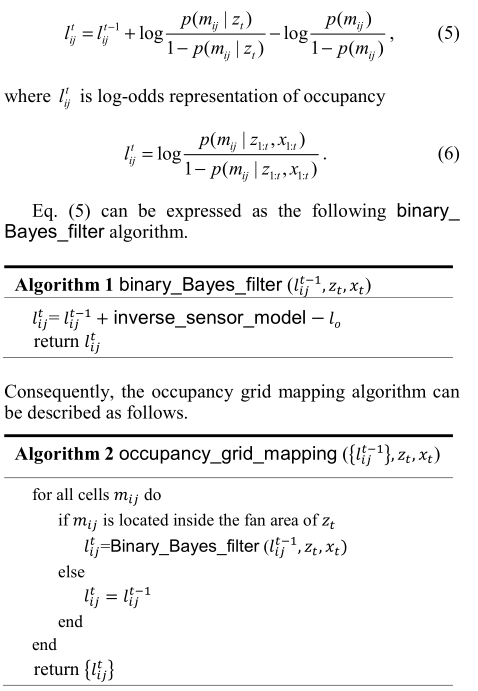 l_{ij}^{t} = l_{ij}^{t-1} + log \frac{p(m_{ij} | z_t)}{1 - p(m_{ij} | z_t)} - log \frac{p(m_{ij})}{1 - p(m_{ij})} , (5)
where l_{ij}^{t} is log-odds representation of occupancy
l_{ij}^{t} = log \frac{p(m_{ij} | z_{1:t}, x_{1:t})}{1 - p(m_{ij} | z_{1:t}, x_{1:t})} . (6)
Eq. (5) can be expressed as the following binary_
Bayes_filter algorithm.
Algorithm 1 binary_Bayes_filter (l_{ij}^{t-1}, z_t, x_t)
l_{ij}^{t}= l_{ij}^{t-1} + inverse_sensor_model − l_o
return l_{ij}^{t}
Consequently, the occupancy grid mapping algorithm can
be described as follows.
Algorithm 2 occupancy_grid_mapping ({l_{ij}^{t-1}}, z_t, x_t)
for all cells m_{ij} do
if m_{ij} is located inside the fan area of z_t
l_{ij}^{t}=Binary_Bayes_filter (l_{ij}^{t-1}, z_t, x_t)
else
l_{ij}^{t} = l_{ij}^{t-1}
end
end
return {l_{ij}^{t}}